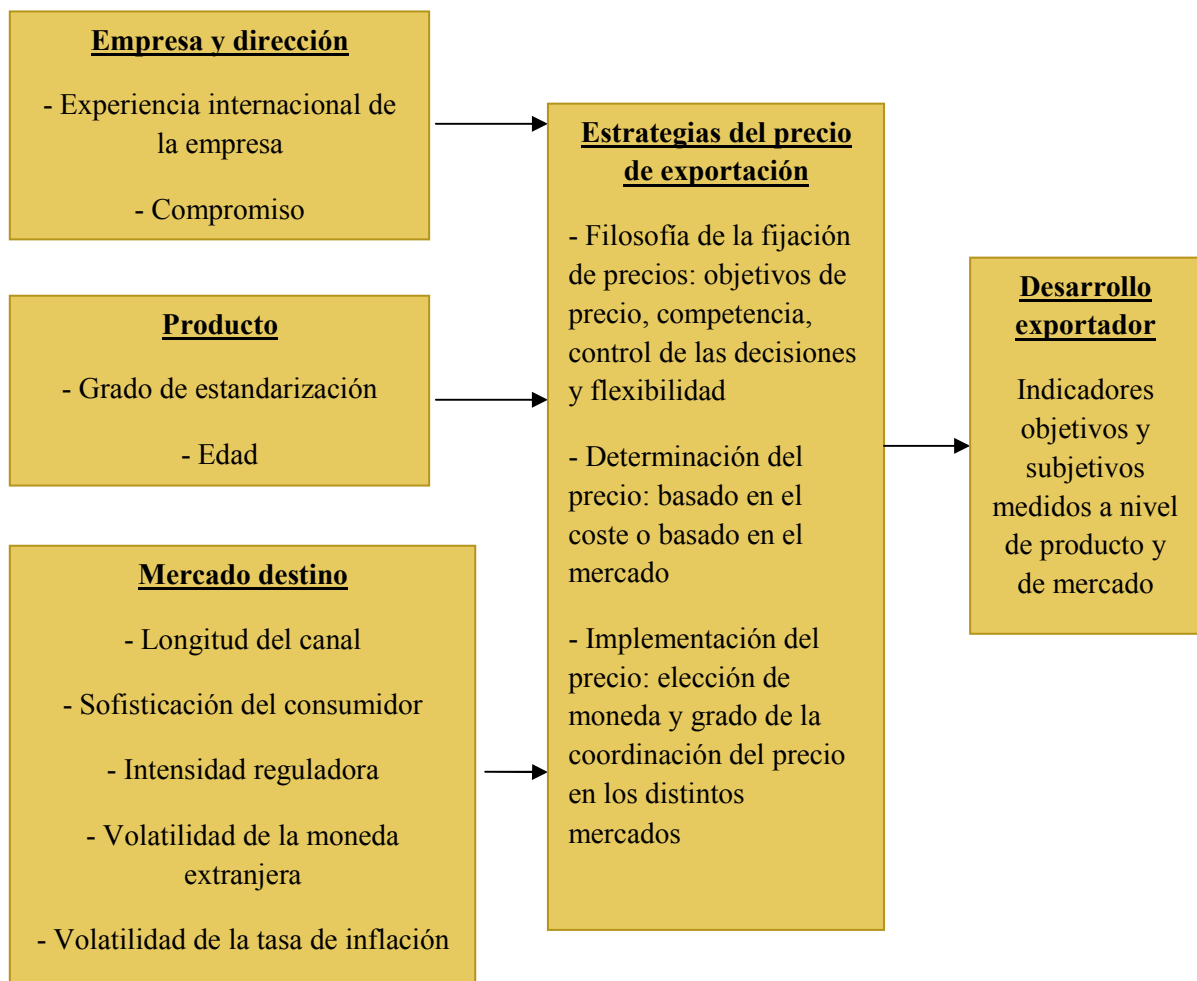 Empresa y dirección
- Experiencia internacional de
la empresa
- Compromiso
Producto
- Grado de estandarización
- Edad
Mercado destino
- Longitud del canal
- Sofisticación del consumidor
- Intensidad reguladora
- Volatilidad de la moneda
extranjera
- Volatilidad de la tasa de inflación
Estrategias del precio
de exportación
- Filosofía de la fijación
de precios: objetivos de
precio, competencia,
control de las decisiones
y flexibilidad
- Determinación del
precio: basado en el
coste o basado en el
mercado
- Implementación del
precio: elección de
moneda y grado de la
coordinación del precio
en los distintos
mercados
Desarrollo
exportador
Indicadores
objetivos y
subjetivos
medidos a nivel
de producto y
de mercado